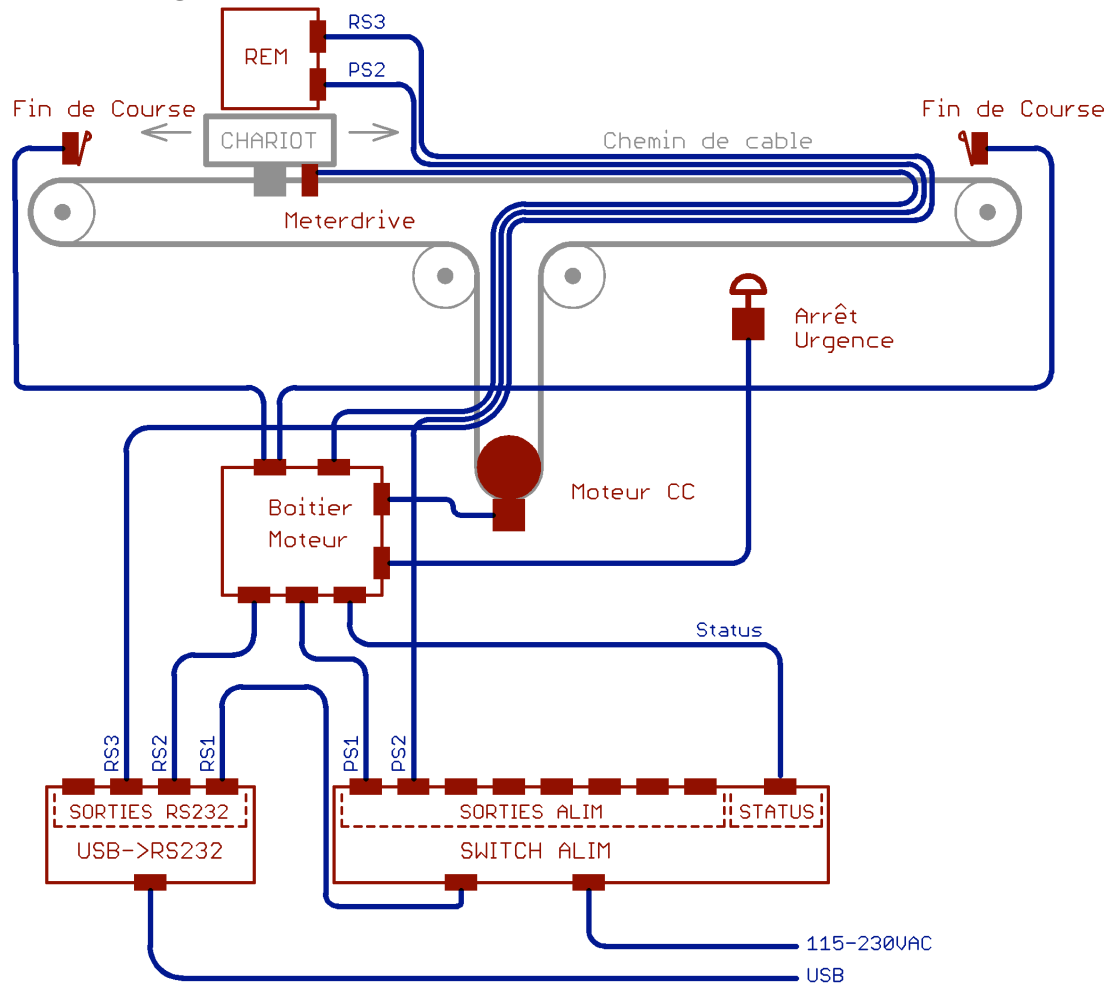 RS3
REM
PS2
Fin de Course
Fin de Course
CHARIOT
Chemin de cable
Meterdrive
Arrêt
Urgence
Moteur CC
Boitier
Moteur
Status
RS3
RS2
RS1
PS1
PS2
SORTIES RS232
SORTIES ALIM
STATUS
USB->RS232
SWITCH ALIM
115-230VAC
USB